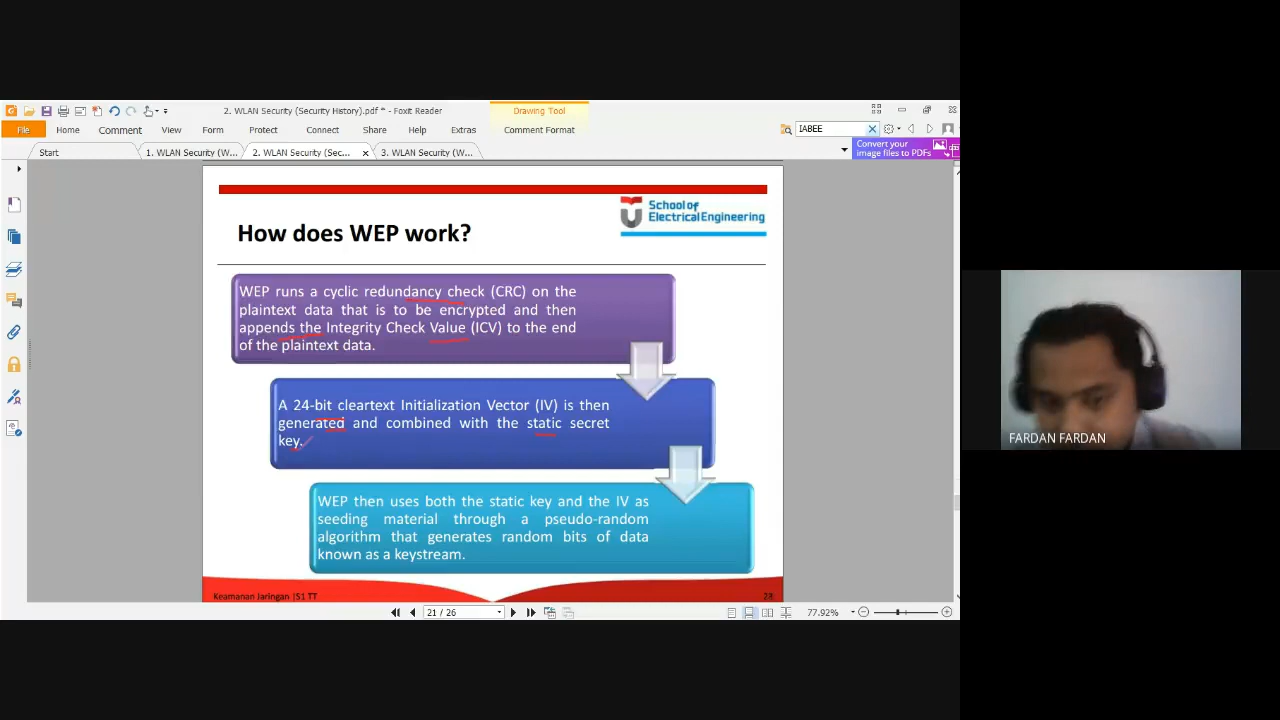 2. WLAN Security (Security History).pdf * - Foxit Reader
Drawing Tool
File Home Comment View Form Protect Connect Share Help Extras Comment Format
IABEE
Start
1. WLAN Security (W...
2. WLAN Security (Sec...
3. WLAN Security (W...
Convert your
image files to PDFs
School of
Electrical Engineering
How does WEP work?
WEP runs a cyclic redundancy check (CRC) on the
plaintext data that is to be encrypted and then
appends the Integrity Check Value (ICV) to the end
of the plaintext data.
A 24-bit cleartext Initialization Vector (IV) is then
generated and combined with the static secret
key.
WEP then uses both the static key and the IV as
seeding material through a pseudo-random
algorithm that generates random bits of data
known as a keystream.
Keamanan Jaringan |S1 TT
28
21 / 26
77.92%
FARDAN FARDAN